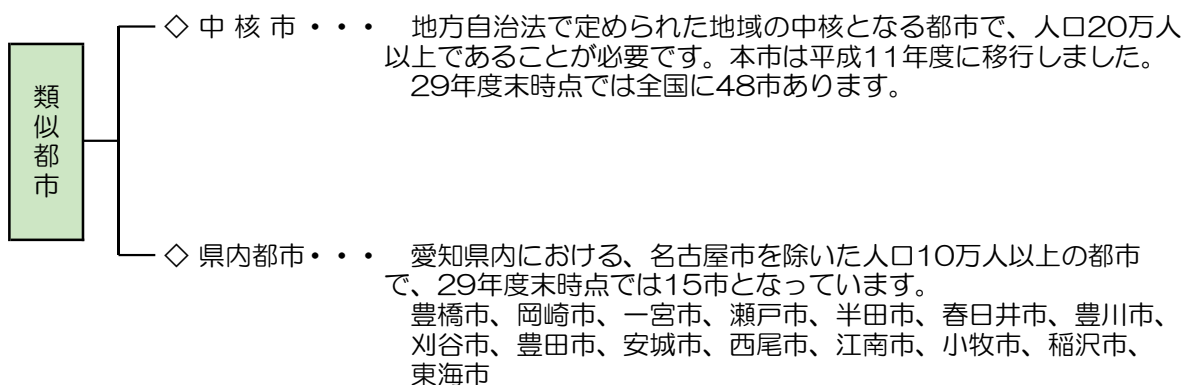 類似都市
◇ 中 核 市 ・・・ 地方自治法で定められた地域の中核となる都市で、人口20万人
以上であることが必要です。本市は平成11年度に移行しました。
29年度末時点では全国に48市あります。
◇ 県内都市・・・ 愛知県内における、名古屋市を除いた人口10万人以上の都市
で、29年度末時点では15市となっています。
豊橋市、岡崎市、一宮市、瀬戸市、半田市、春日井市、豊川市、
刈谷市、豊田市、安城市、西尾市、江南市、小牧市、稲沢市、
東海市